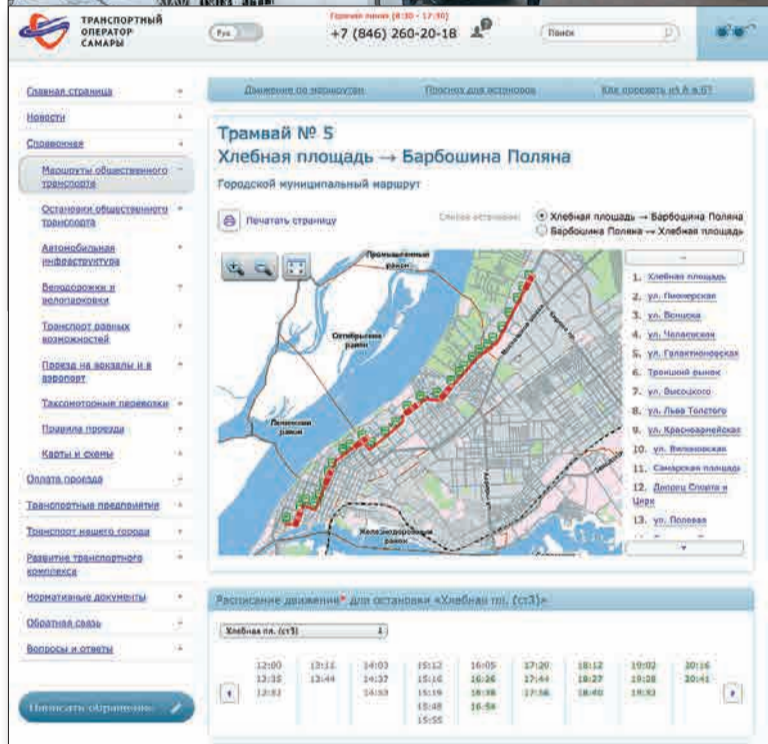 ТРАНСПОРТНЫЙ
ОПЕРАТОР
САМАРЫ
Рус
Горячая линия (8:30 - 17:30)
+7 (846) 260-20-18
Поиск
Главная страница
Новости
Справочная
Маршруты общественного
транспорта
Остановки общественного
транспорта
Автомобильная
инфраструктура
Велодорожки и
велопарковки
Транспорт равных
возможностей
Проезд на вокзалы и в
аэропорт
Таксомоторные перевозки
Правила проезда
Карты и схемы
Оплата проезда
Транспортные предприятия
Транспорт нашего города
Развитие транспортного
комплекса
Нормативные документы
Обратная связь
Вопросы и ответы
Написать обращение
Движение по маршрутам
Прогноз для остановок
Как проехать из А в Б?
Трамвай № 5
Хлебная площадь → Барбошина Поляна
Городской муниципальный маршрут
Печатать страницу
Список остановок:
Хлебная площадь → Барбошина Поляна
Барбошина Поляна → Хлебная площадь
Промышленный
район
Октябрьский
район
Ленинский
район
Железнодорожный
район
1. Хлебная площадь
2. ул. Пионерская
3. ул. Венцека
4. ул. Чапаевская
5. ул. Галактионовская
6. Троицкий рынок
7. ул. Высоцкого
8. ул. Льва Толстого
9. ул. Красноармейская
10. ул. Вилоновская
11. Самарская площадь
12. Дворец Спорта и
Цирк
13. ул. Полевая
Расписание движения* для остановки «Хлебная пл. (ст3)»
Хлебная пл. (ст3)
12:00 13:11 14:03 15:12 16:05 17:20 18:12 19:02 20:16
12:35 13:44 14:37 15:16 16:26 17:44 18:27 19:28 20:41
15:19 16:38 17:56 18:40
15:48 16:54
15:55